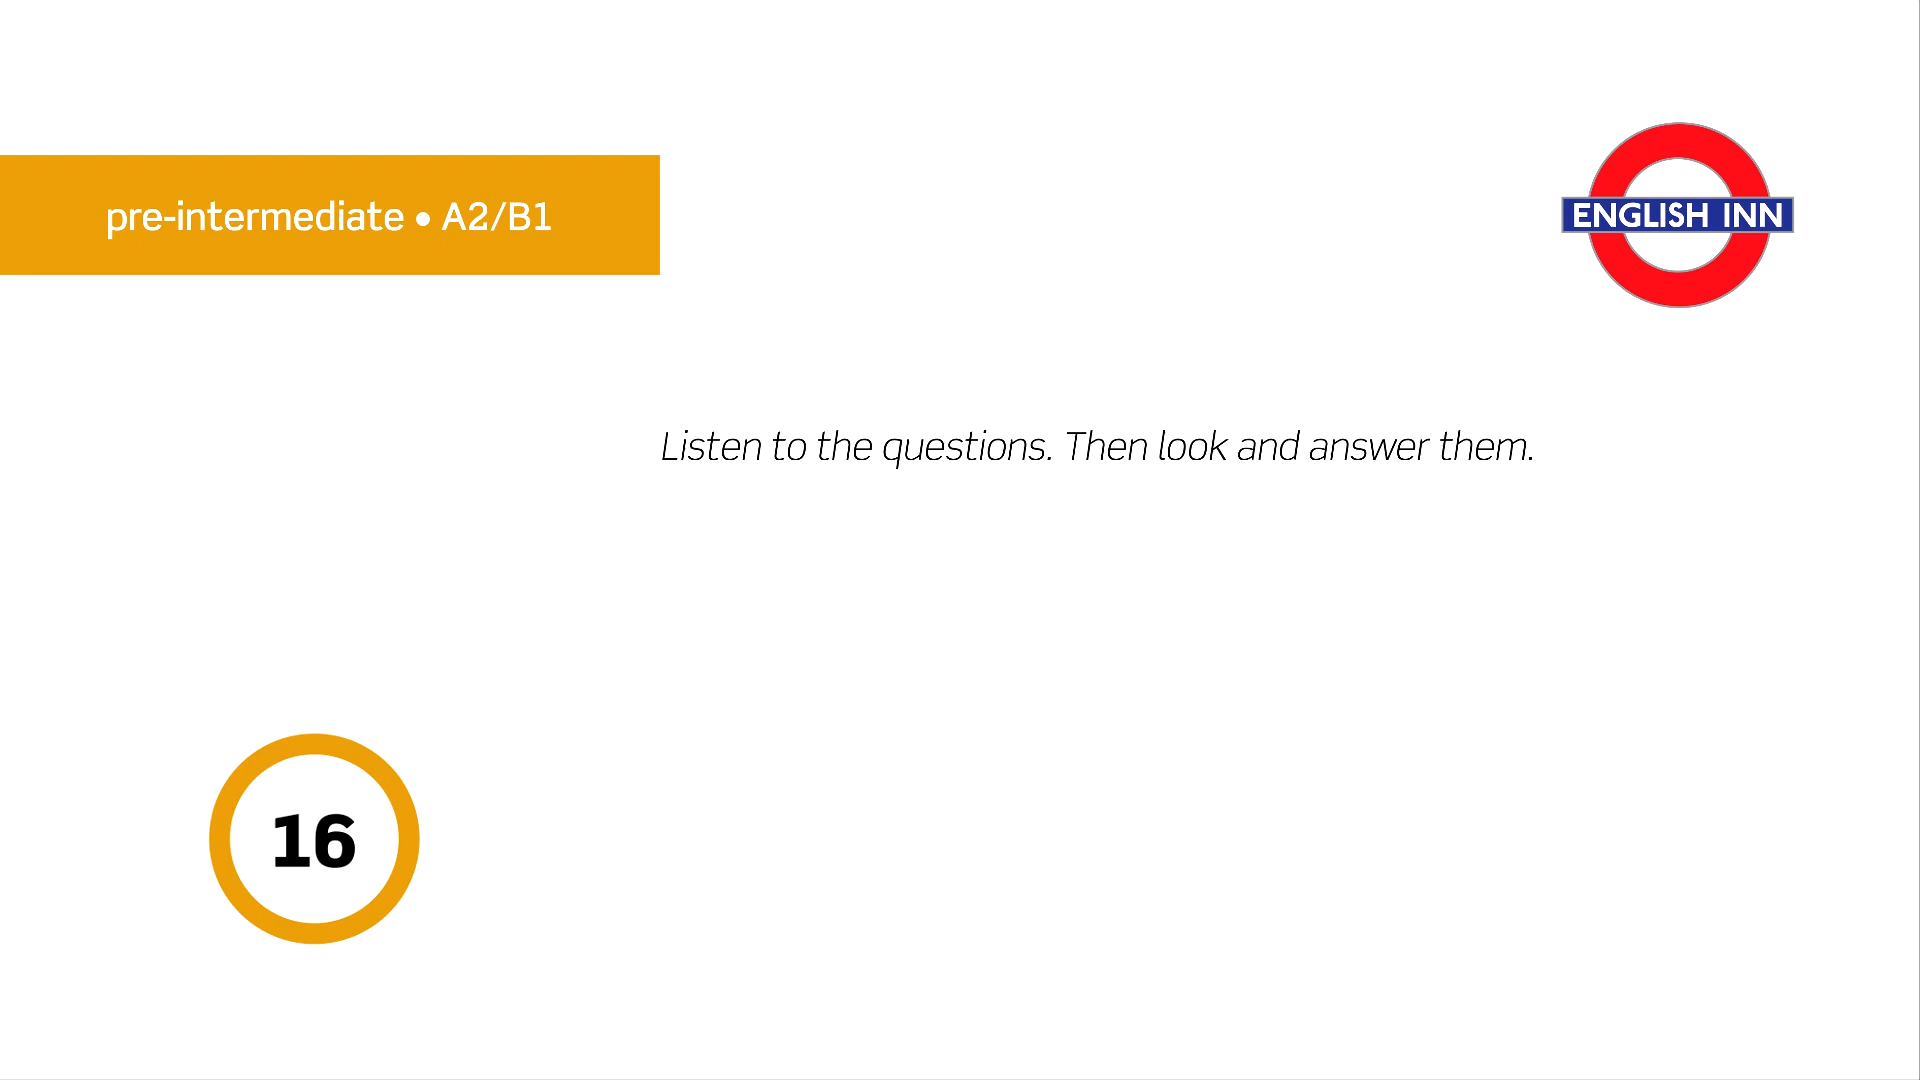 pre-intermediate • A2/B1
ENGLISH INN
Listen to the questions. Then look and answer them.
16